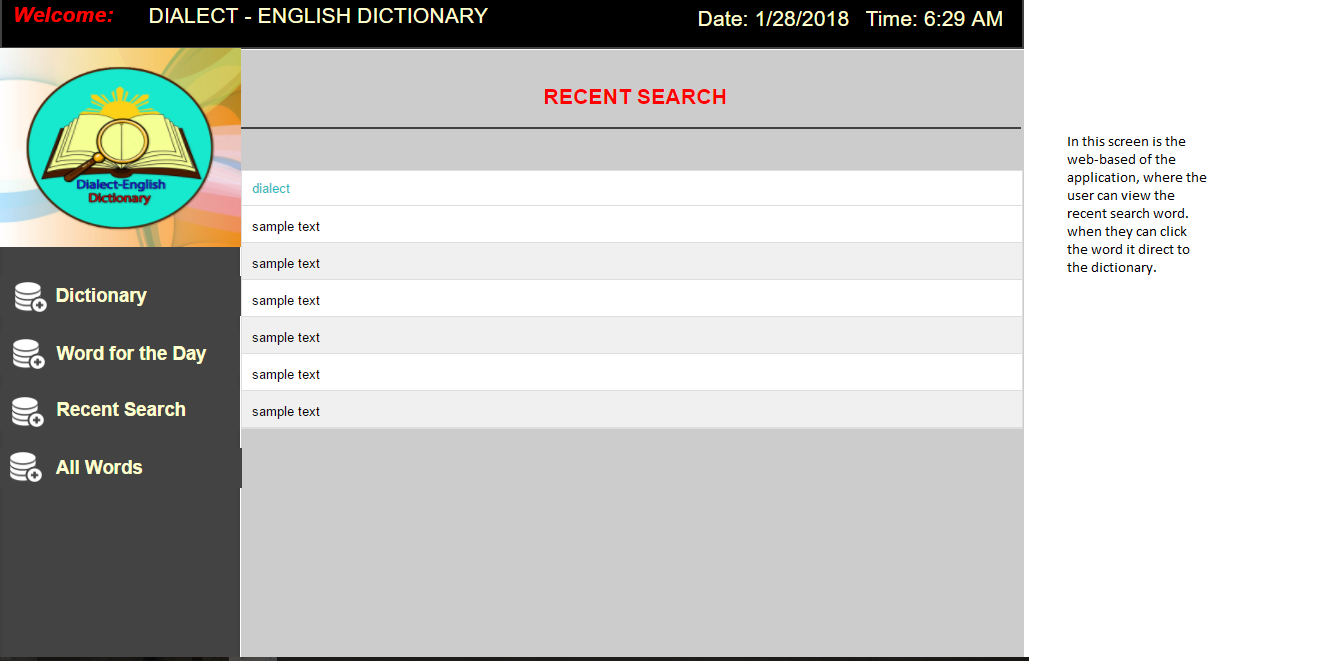 Welcome: DIALECT - ENGLISH DICTIONARY Date: 1/28/2018 Time: 6:29 AM
Dialect-English
Dictionary
Dictionary
Word for the Day
Recent Search
All Words
RECENT SEARCH
dialect
sample text
sample text
sample text
sample text
sample text
sample text
In this screen is the
web-based of the
application, where the
user can view the
recent search word.
when they can click
the word it direct to
the dictionary.